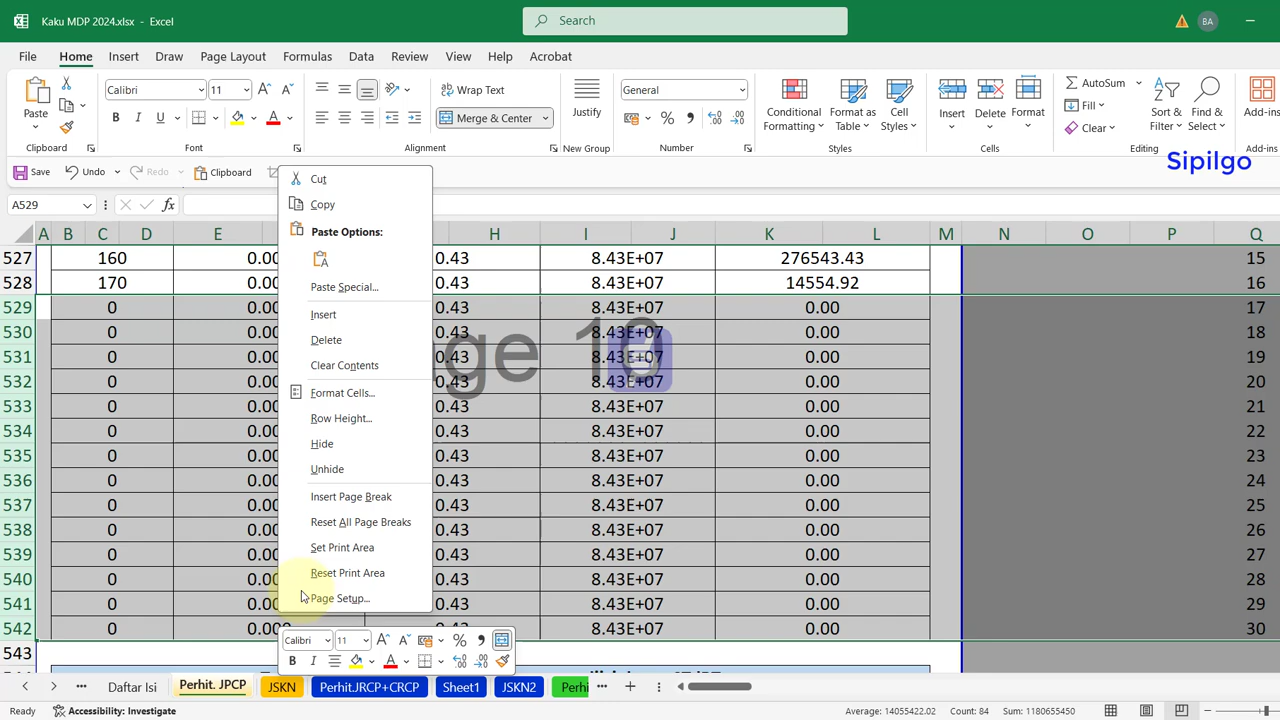 Kaku MDP 2024.xlsx - Excel
Search
BA
File Home Insert Draw Page Layout Formulas Data Review View Help Acrobat
Paste
Calibri 11
B I U
Wrap Text
Merge & Center
Justify
General
Conditional Formatting
Format as Table
Cell Styles
Insert
Delete
Format
AutoSum
Fill
Clear
Sort & Filter
Find & Select
Add-ins
Clipboard Font Alignment New Group Number Styles Cells Editing Add-ins
Sipilgo
Save Undo Redo Clipboard
A529
A B C D E H I J K L M N O P Q
527 160 0.00 0.43 8.43E+07 276543.43 15
528 170 0.00 0.43 8.43E+07 14554.92 16
529 0 0.00 0.43 8.43E+07 0.00 17
530 0 0.00 0.43 8.43E+07 0.00 18
531 0 0.00 0.43 8.43E+07 0.00 19
532 0 0.00 0.43 8.43E+07 0.00 20
533 0 0.00 0.43 8.43E+07 0.00 21
534 0 0.00 0.43 8.43E+07 0.00 22
535 0 0.00 0.43 8.43E+07 0.00 23
536 0 0.00 0.43 8.43E+07 0.00 24
537 0 0.00 0.43 8.43E+07 0.00 25
538 0 0.00 0.43 8.43E+07 0.00 26
539 0 0.00 0.43 8.43E+07 0.00 27
540 0 0.00 0.43 8.43E+07 0.00 28
541 0 0.00 0.43 8.43E+07 0.00 29
542 0 0.000 8.43E+07 0.00 30
543
Cut
Copy
Paste Options:
Paste Special...
Insert
Delete
Clear Contents
Format Cells...
Row Height...
Hide
Unhide
Insert Page Break
Reset All Page Breaks
Set Print Area
Reset Print Area
Page Setup...
Calibri 11
B I A
Daftar Isi Perhit. JPCP JSKN PerhitJRCP+CRCP Sheet1 JSKN2 Perhi
Ready Accessibility: Investigate Average: 14055422.02 Count: 84 Sum: 1180655450